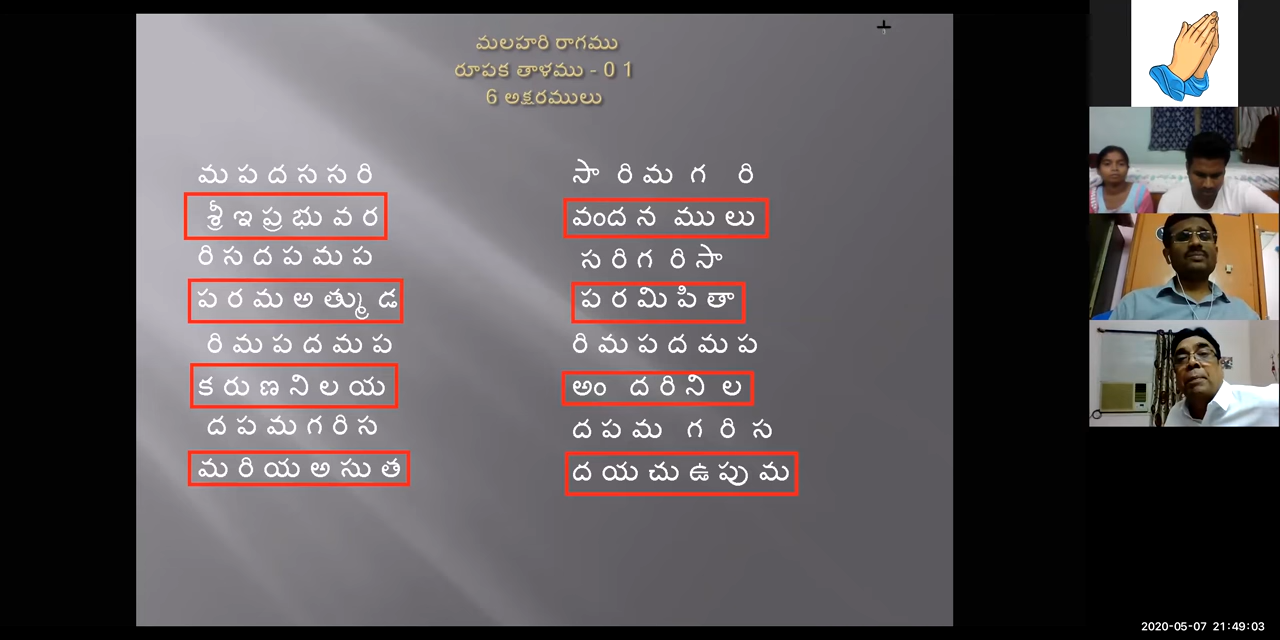 మలహరి రాగము
రూపక తాళము - 0 1
6 అక్షరములు
మ ప ద స స రి
శ్రీ ఇ ప్ర భు వ ర
రి స ద ప మ ప
ప ర మ అ త్ము డ
రి మ ప ద మ ప
క రు ణ ని ల య
ద ప మ గ రి స
మ రి య అ సు త
సా రి మ గ రి
వంద న ము లు
స రి గ రి సా
ప ర మి పి తా
రి మ ప ద మ ప
అం ద రి ని ల
ద ప మ గ రి స
ద య చు ఉ పు మ
2020-05-07 21:49:03